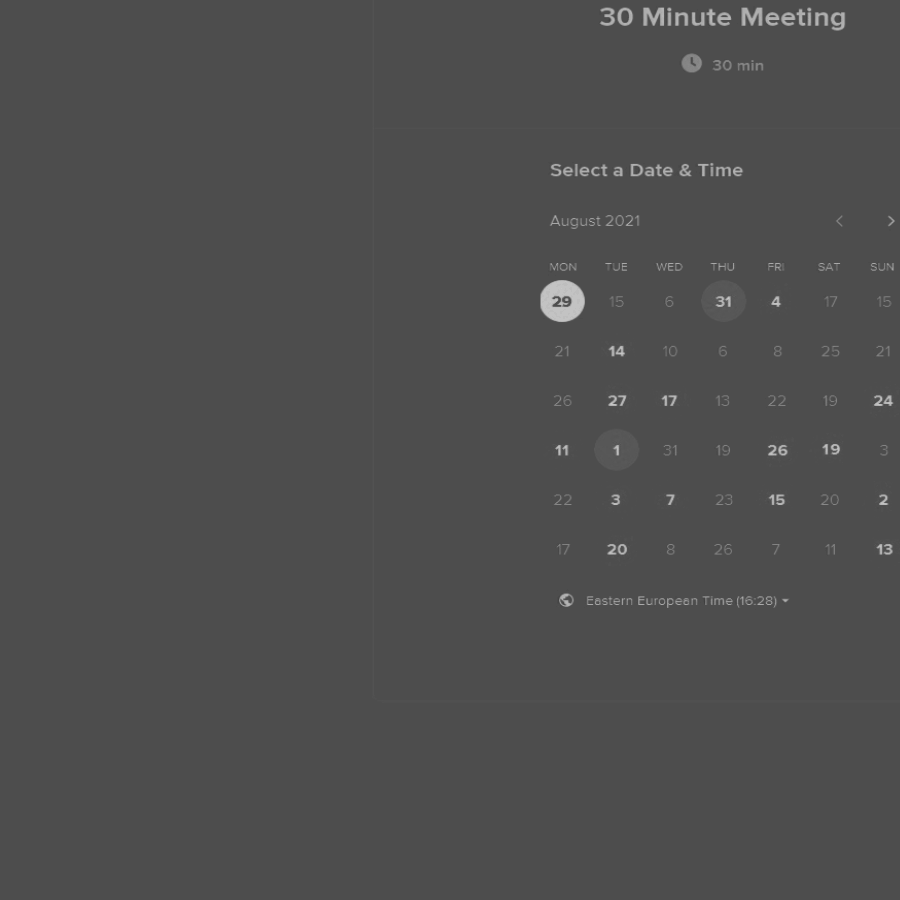 30 Minute Meeting
30 min
Select a Date & Time
August 2021
MON TUE WED THU FRI SAT SUN
29 15 6 31 4 17 15
21 14 10 6 8 25 21
26 27 17 13 22 19 24
11 1 31 19 26 19 3
22 3 7 23 15 20 2
17 20 8 26 7 11 13
Eastern European Time (16:28)